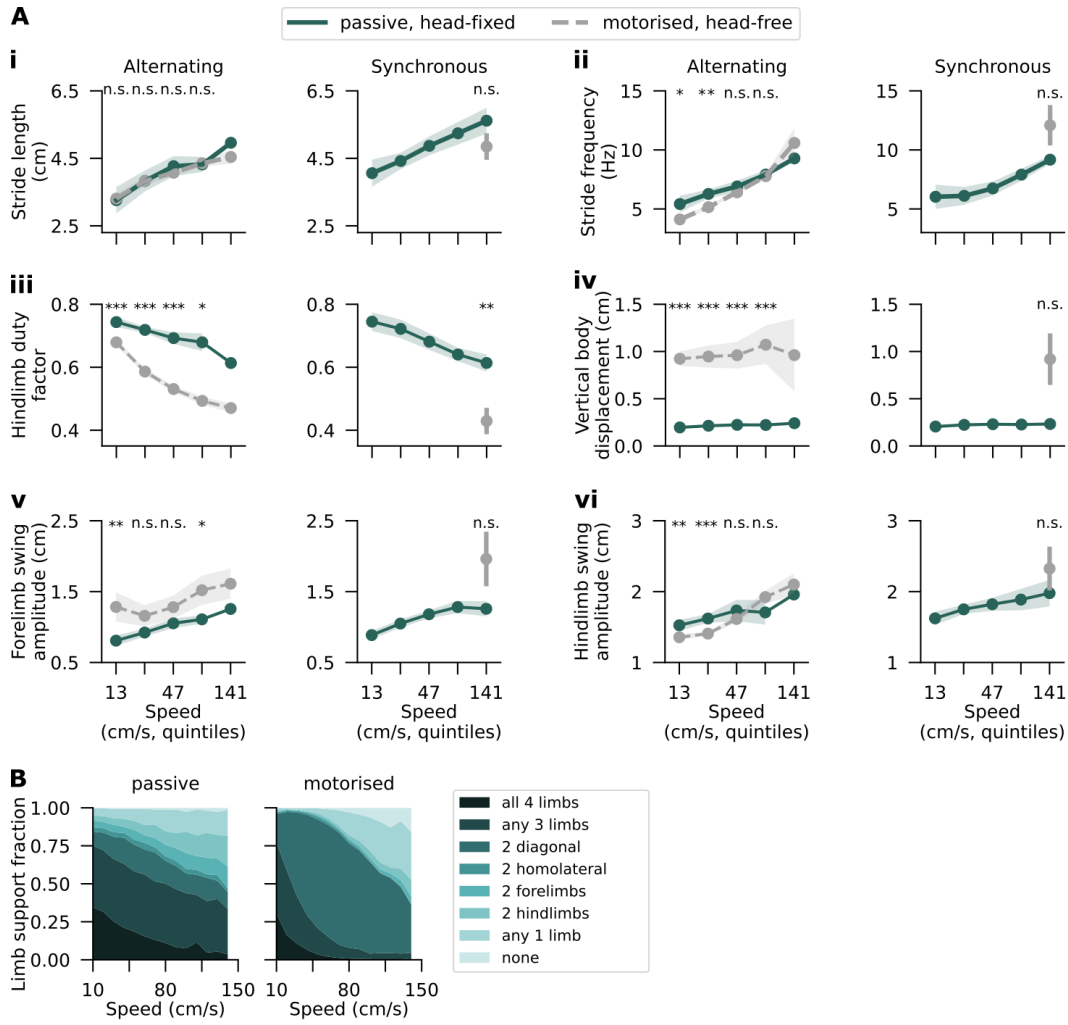 A
passive, head-fixed
motorised, head-free
i
Alternating
Synchronous
n.s. n.s. n.s. n.s.
n.s.
Stride length
(cm)
6.5
4.5
2.5
6.5
4.5
2.5
ii
Alternating
Synchronous
* ** n.s. n.s.
n.s.
Stride frequency
(Hz)
15
10
5
15
10
5
iii
*** *** *** *
**
Hindlimb duty
factor
0.8
0.6
0.4
0.8
0.6
0.4
iv
*** *** *** ***
n.s.
Vertical body
displacement (cm)
1.5
1.0
0.5
0.0
1.5
1.0
0.5
0.0
v
** n.s. n.s. *
n.s.
Forelimb swing
amplitude (cm)
2.5
1.5
0.5
2.5
1.5
0.5
13 47 141
Speed
(cm/s, quintiles)
13 47 141
Speed
(cm/s, quintiles)
vi
** *** n.s. n.s.
n.s.
Hindlimb swing
amplitude (cm)
3
2
1
3
2
1
13 47 141
Speed
(cm/s, quintiles)
13 47 141
Speed
(cm/s, quintiles)
B
passive
motorised
Limb support fraction
1.00
0.75
0.50
0.25
0.00
10 80 150
Speed (cm/s)
10 80 150
Speed (cm/s)
all 4 limbs
any 3 limbs
2 diagonal
2 homolateral
2 forelimbs
2 hindlimbs
any 1 limb
none